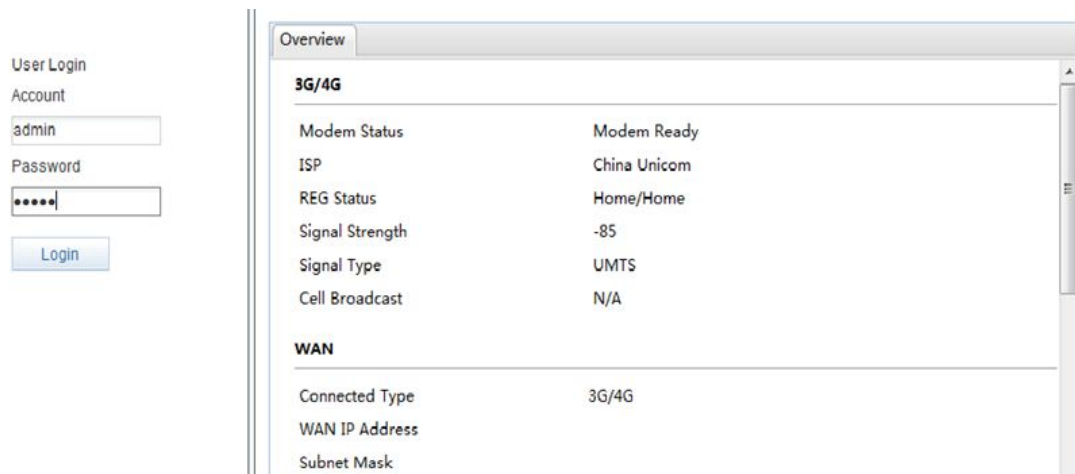 User Login
Account
admin
Password
•••••
Login
Overview
3G/4G
Modem Status Modem Ready
ISP China Unicom
REG Status Home/Home
Signal Strength -85
Signal Type UMTS
Cell Broadcast N/A
WAN
Connected Type 3G/4G
WAN IP Address
Subnet Mask